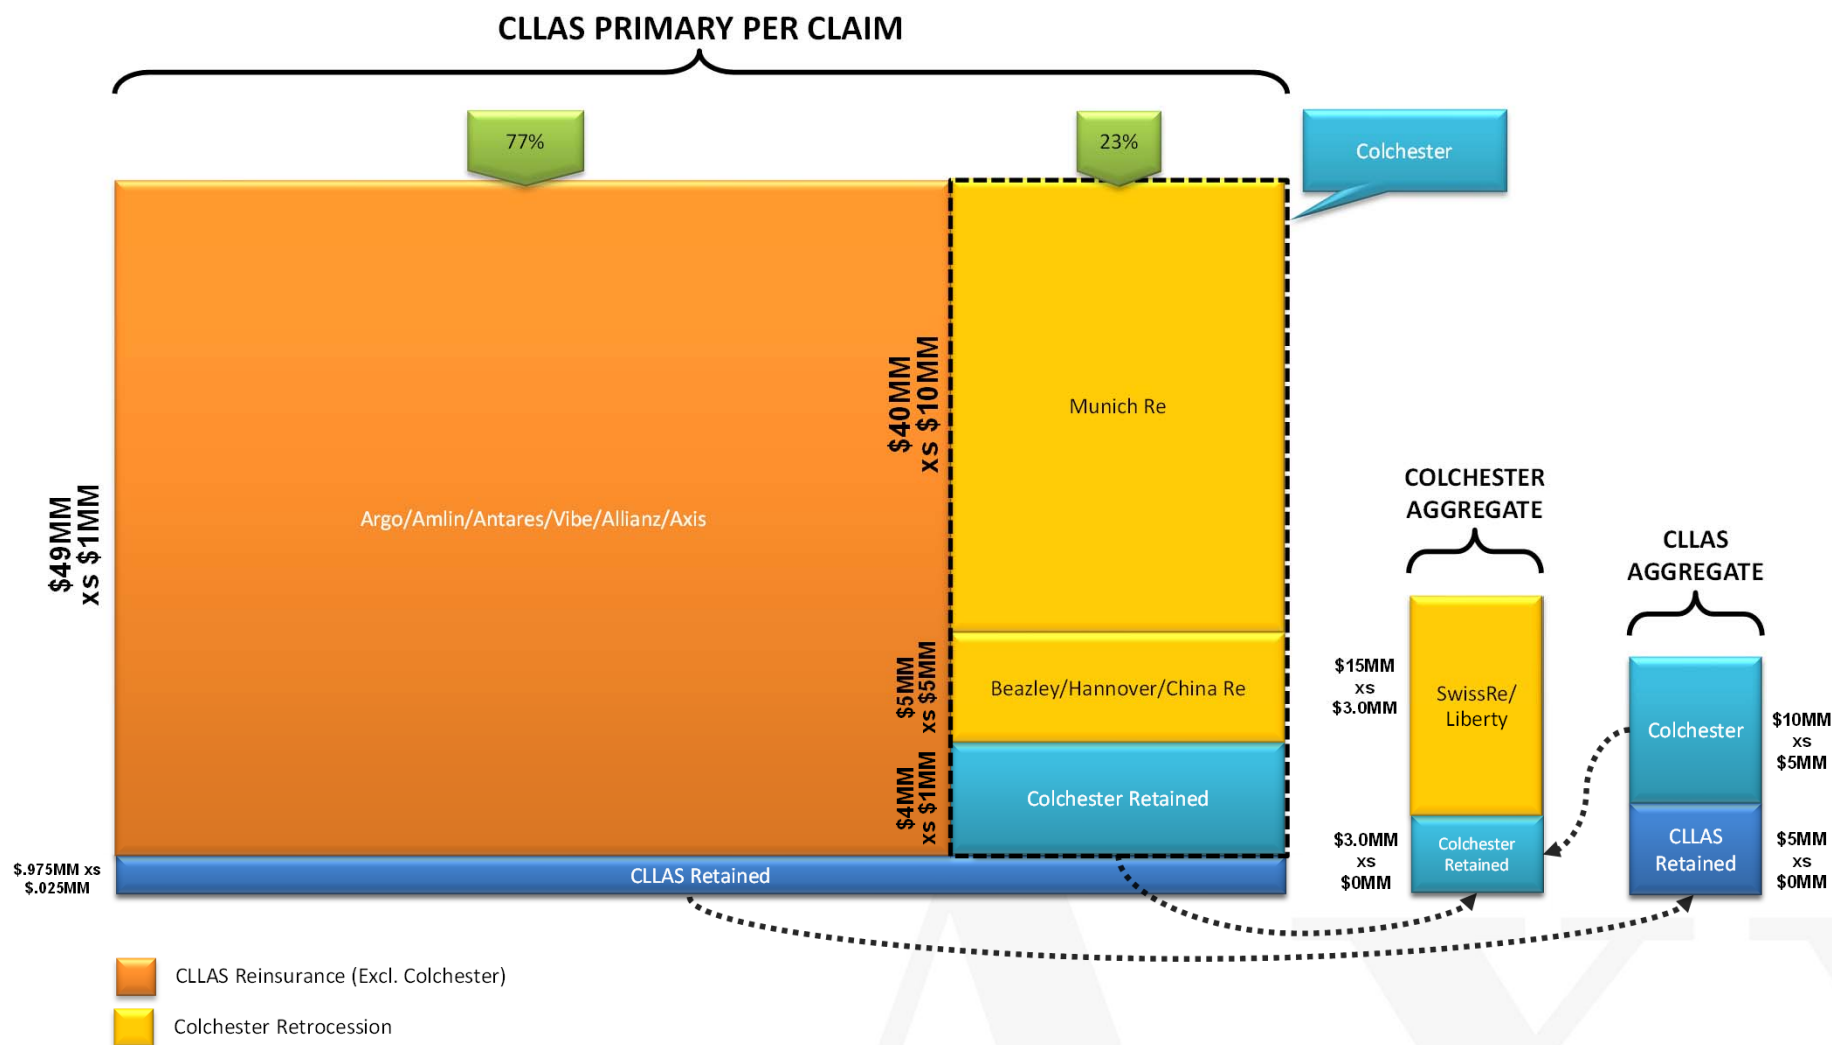 CLLAS PRIMARY PER CLAIM
77%
23%
Colchester
$49MM
xs $1MM
Argo/Amlin/Antares/Vibe/Allianz/Axis
$40MM
xs $10MM
Munich Re
$5MM
xs $5MM
Beazley/Hannover/China Re
$4MM
xs $1MM
Colchester Retained
$.975MM xs
$.025MM
CLLAS Retained
COLCHESTER
AGGREGATE
$15MM
xs
$3.0MM
SwissRe/
Liberty
$3.0MM
xs
$0MM
Colchester
Retained
CLLAS
AGGREGATE
Colchester
$10MM
xs
$5MM
CLLAS
Retained
$5MM
xs
$0MM
CLLAS Reinsurance (Excl. Colchester)
Colchester Retrocession